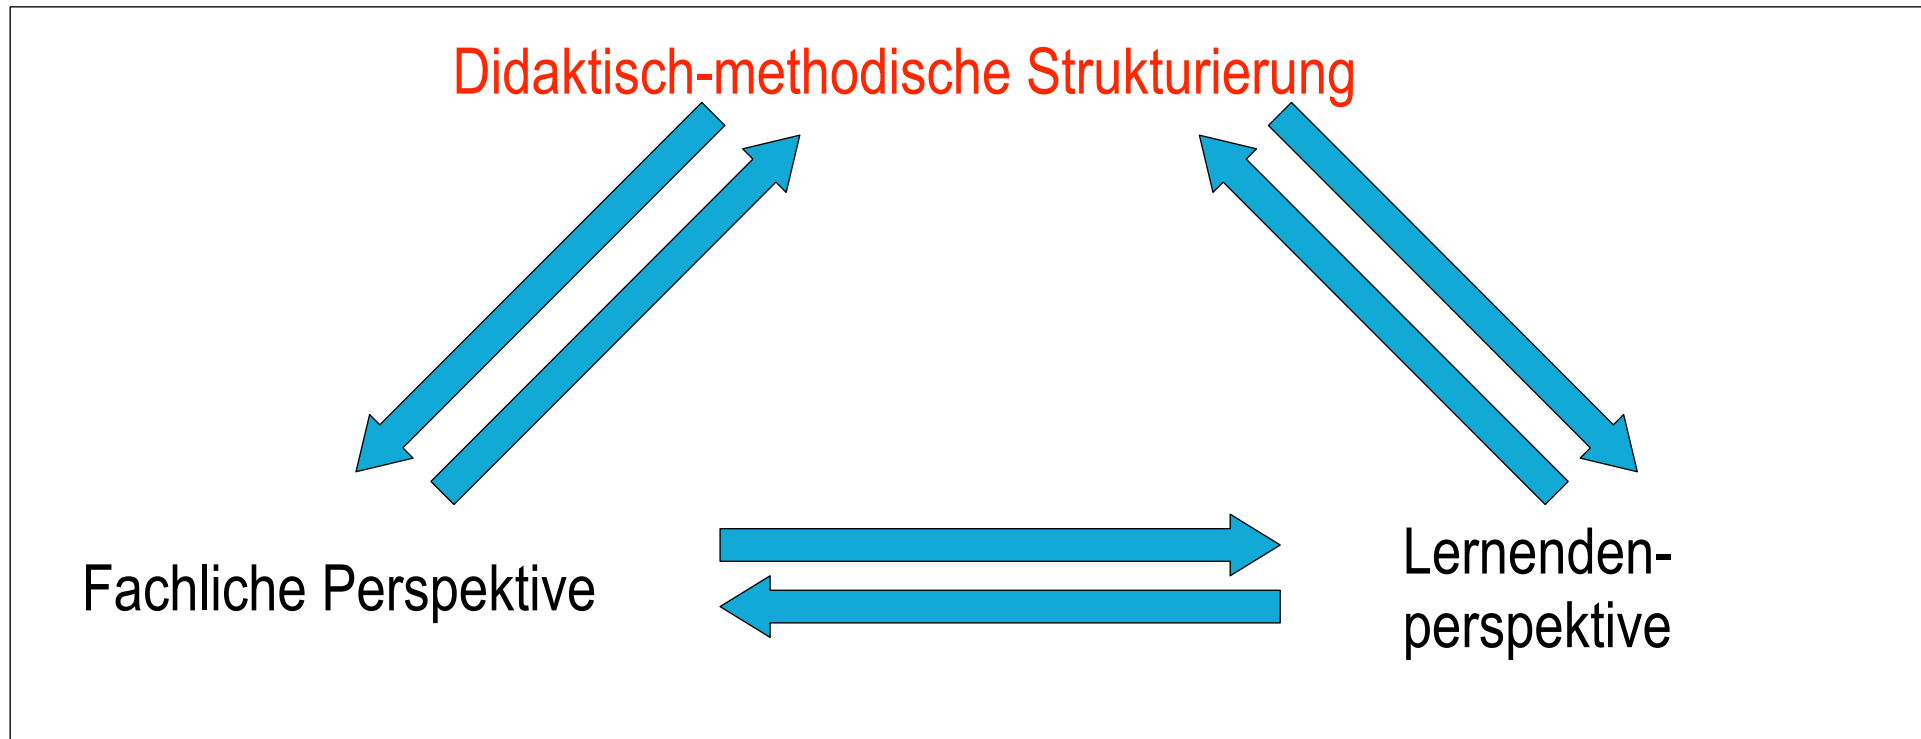 Didaktisch-methodische Strukturierung
Fachliche Perspektive
Lernenden-
perspektive